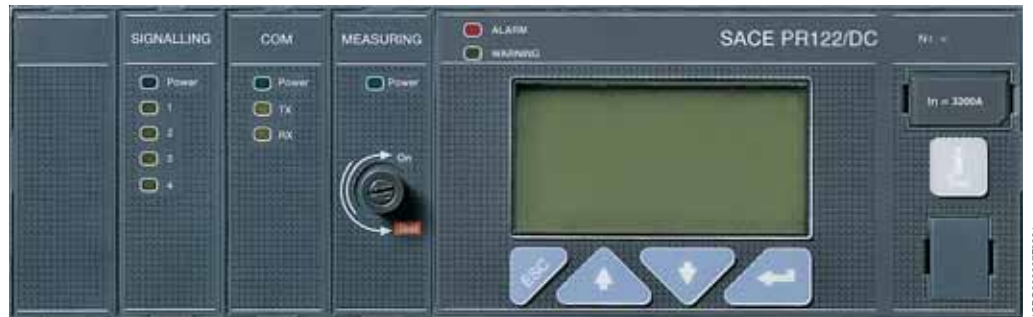 SIGNALLING
Power
1
2
3
4
COM
Power
TX
RX
MEASURING
Power
On
ALARM
WARNING
SACE PR122/DC
ESC
In = 3200A